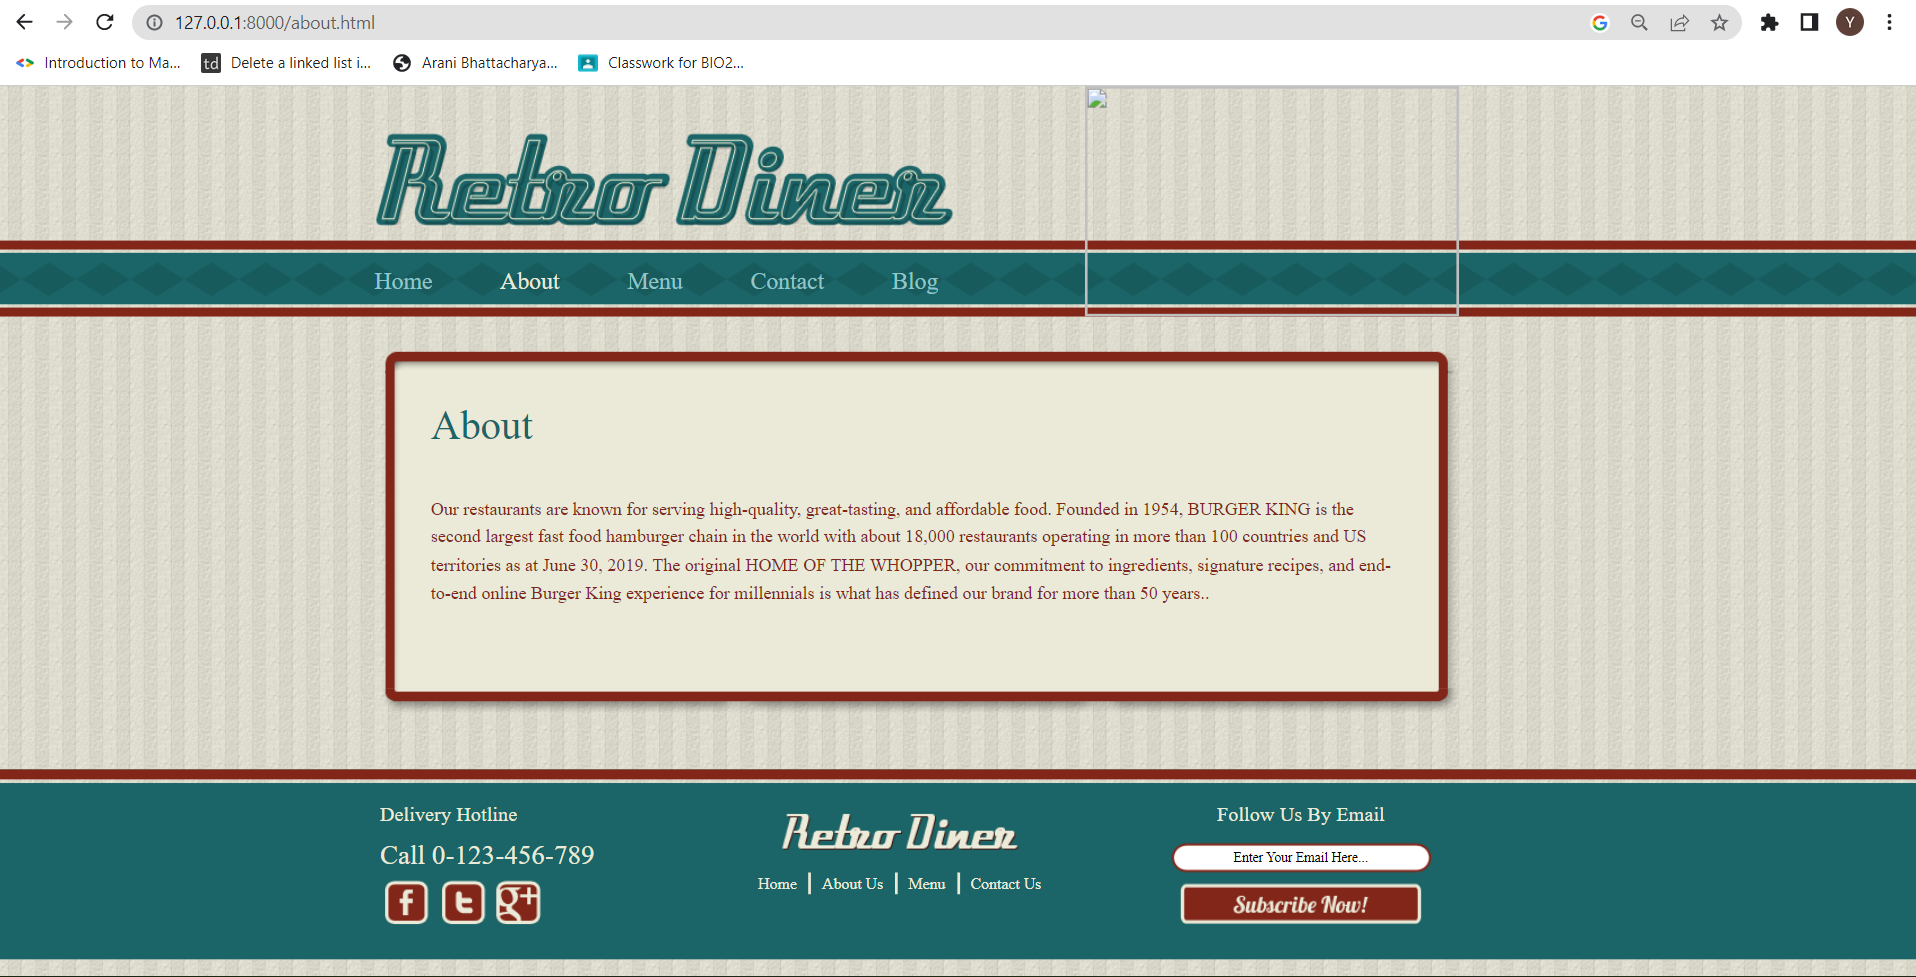 127.0.0.1:8000/about.html
Y
Introduction to Ma...
td
Delete a linked list i...
Arani Bhattacharya...
Classwork for BIO2...
Retro Diner
Home
About
Menu
Contact
Blog
About
Our restaurants are known for serving high-quality, great-tasting, and affordable food. Founded in 1954, BURGER KING is the
second largest fast food hamburger chain in the world with about 18,000 restaurants operating in more than 100 countries and US
territories as at June 30, 2019. The original HOME OF THE WHOPPER, our commitment to ingredients, signature recipes, and end-
to-end online Burger King experience for millennials is what has defined our brand for more than 50 years..
Delivery Hotline
Call 0-123-456-789
Retro Diner
Home | About Us | Menu | Contact Us
Follow Us By Email
Enter Your Email Here...
Subscribe Now!